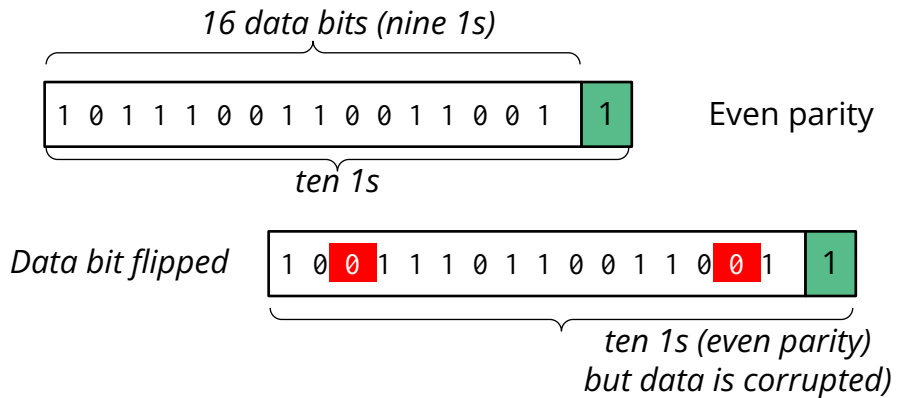 16 data bits (nine 1s)
1 0 1 1 1 0 0 1 1 0 0 1 1 0 0 1 1 Even parity
ten 1s
Data bit flipped 1 0 0 1 1 1 0 1 1 0 0 1 1 0 0 1 1
ten 1s (even parity)
but data is corrupted)